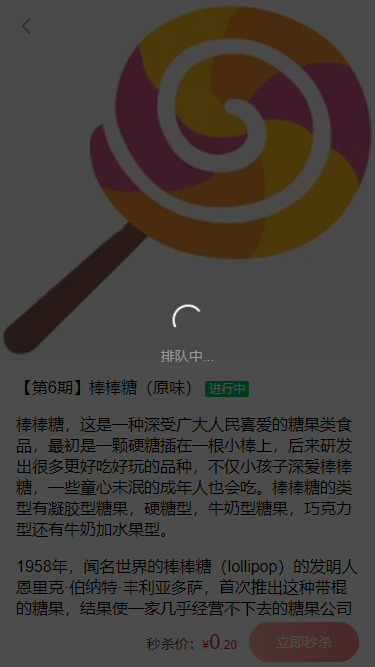 排队中...
【第6期】棒棒糖（原味） 进行中
棒棒糖，这是一种深受广大人民喜爱的糖果类食
品，最初是一颗硬糖插在一根小棒上，后来研发
出很多更好吃好玩的品种，不仅小孩子深爱棒棒
糖，一些童心未泯的成年人也会吃。棒棒糖的类
型有凝胶型糖果，硬糖型，牛奶型糖果，巧克力
型还有牛奶加水果型。
1958年，闻名世界的棒棒糖（lollipop）的发明人
恩里克·伯纳特·丰利亚多萨，首次推出这种带棍
的糖果，结果使一家几乎经营不下去的糖果公司
秒杀价：¥0.20 立即秒杀